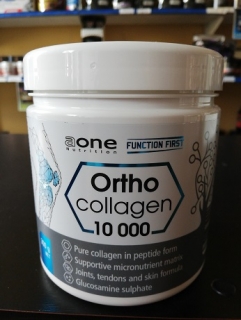 aone
Nutrition
FUNCTION FIRST
Ortho
collagen
10 000
Pure collagen in peptide form
Supportive micronutrient matrix
Joints, tendons and skin formula
Glucosamine sulphate